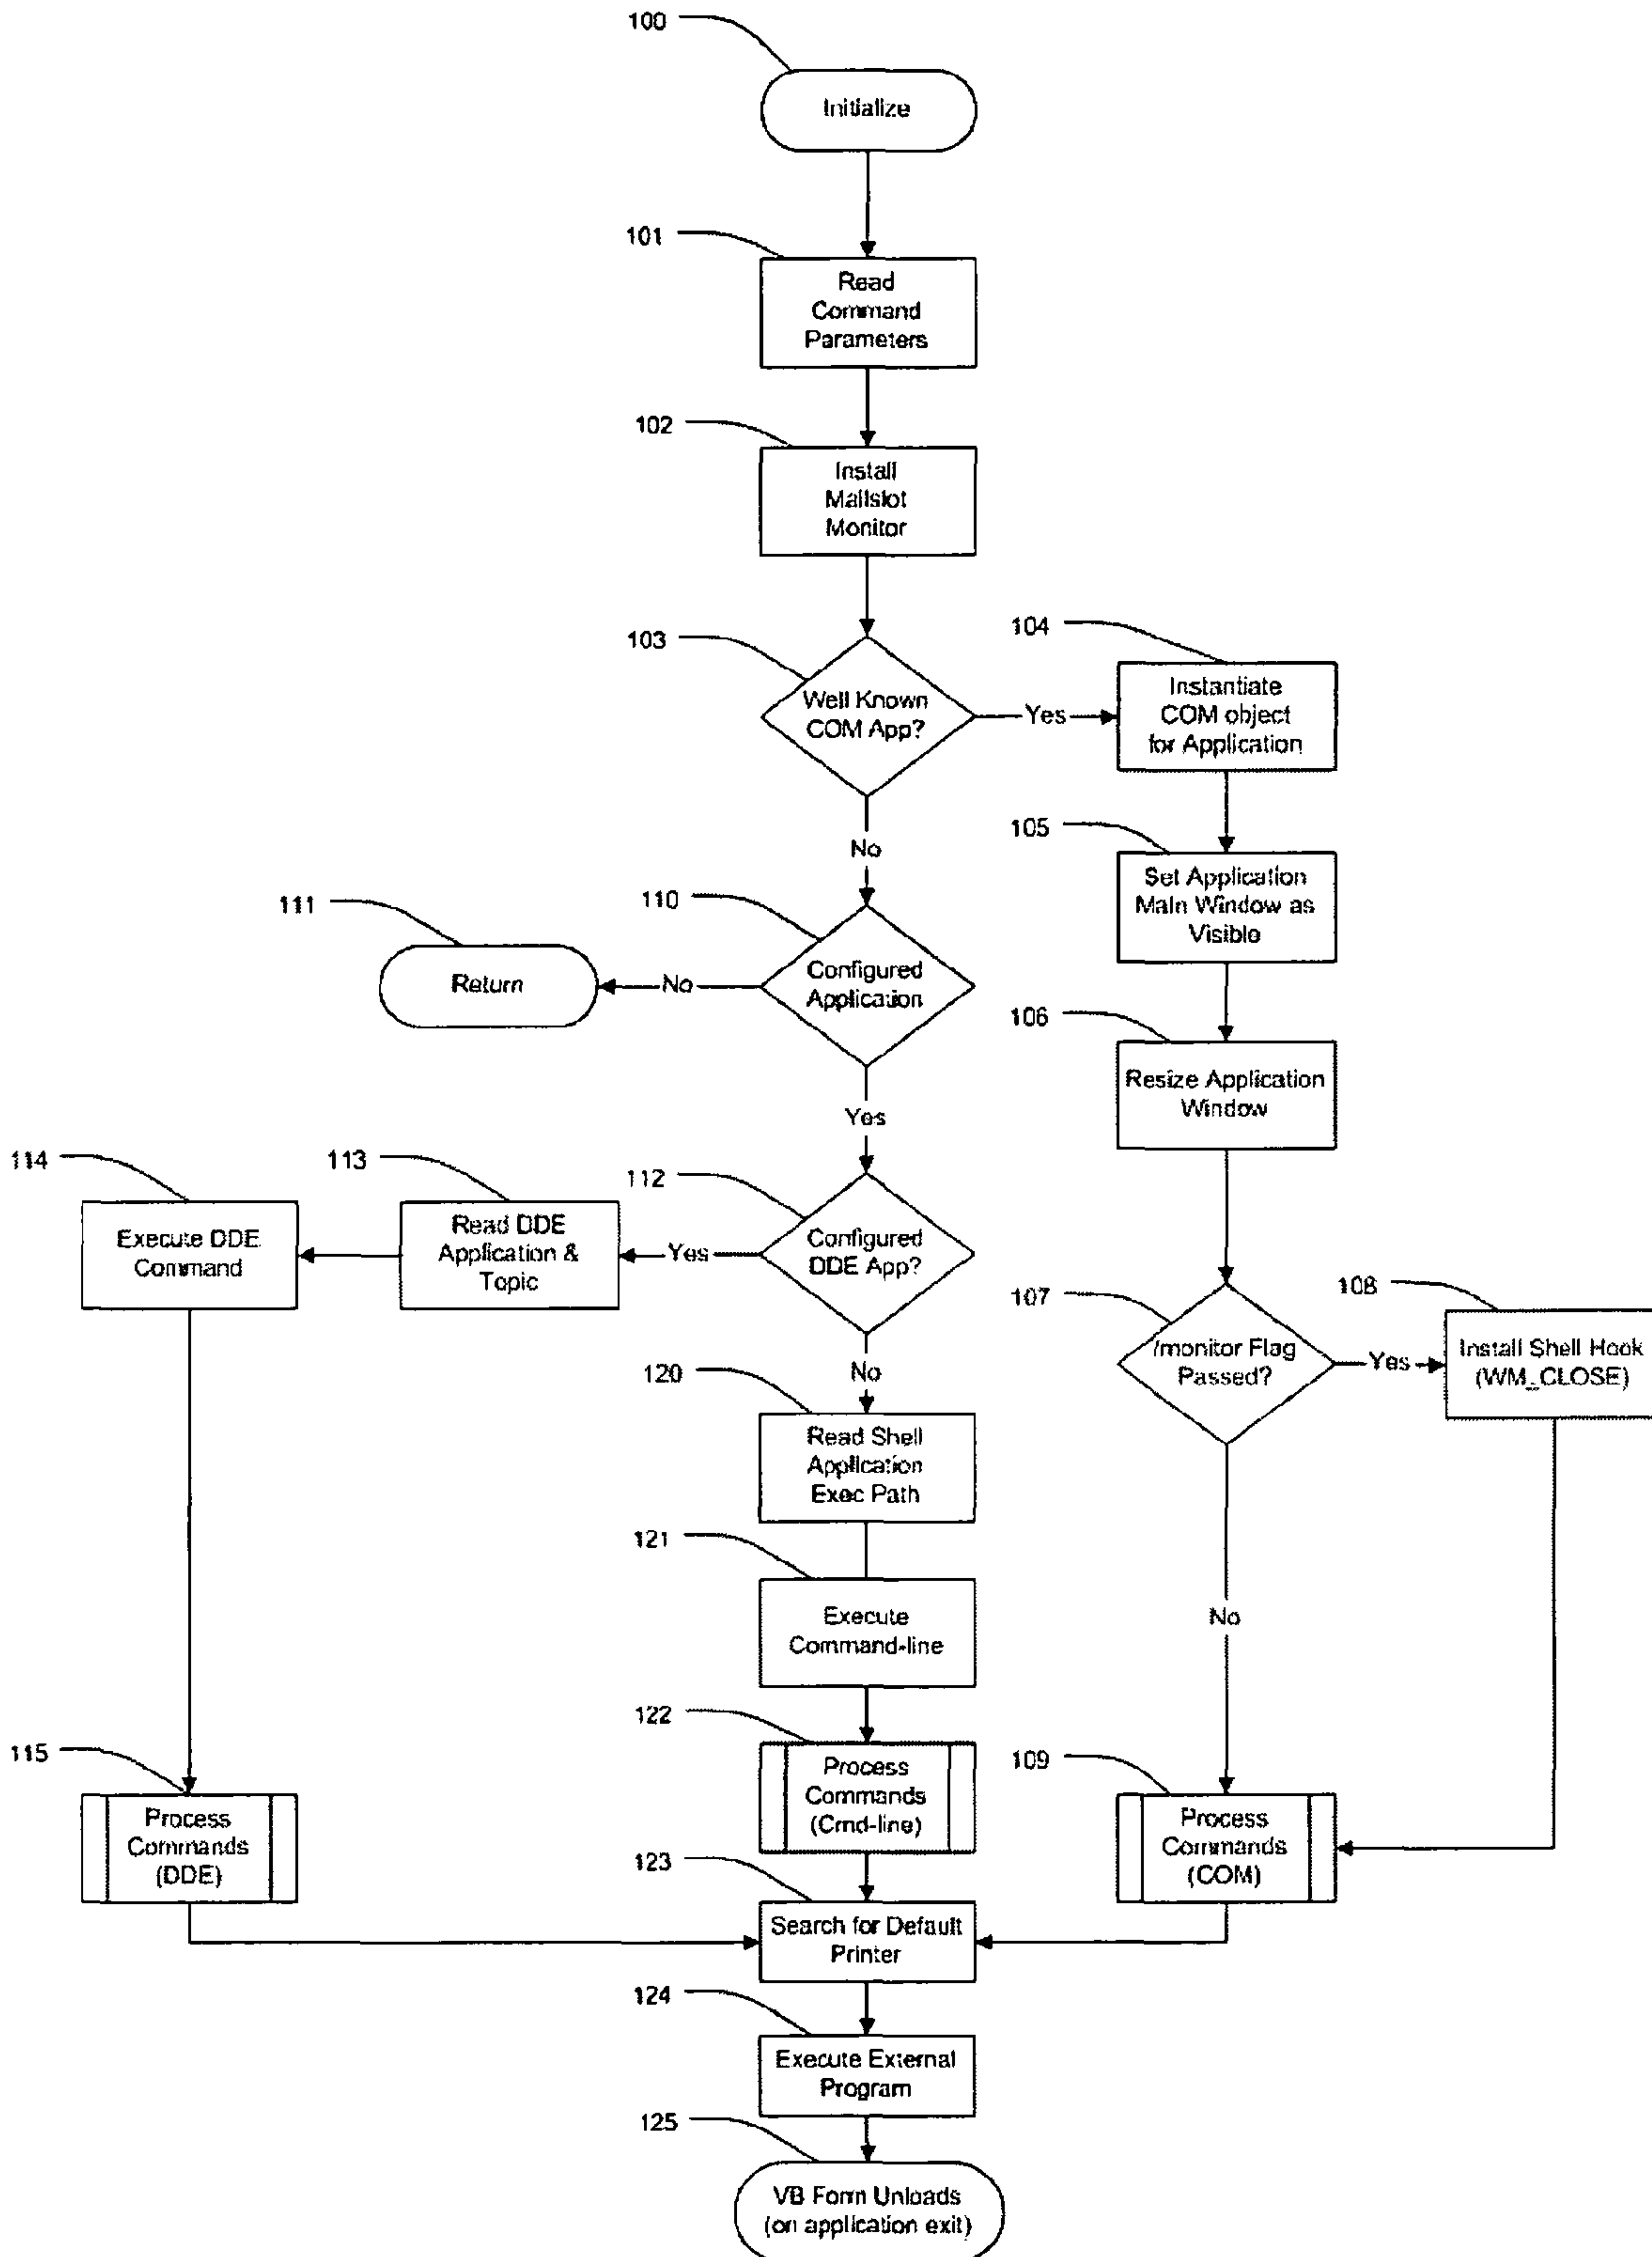 100
Initialize
101
Read
Command
Parameters
102
Install
Mailslot
Monitor
103
Well Known
COM App?
Yes
104
Instantiate
COM object
for Application
No
105
Set Application
Main Window as
Visible
110
Configured
Application
No
111
Return
106
Resize Application
Window
Yes
112
Configured
DDE App?
Yes
113
Read DDE
Application &
Topic
114
Execute DDE
Command
107
/monitor Flag
Passed?
Yes
108
Install Shell Hook
(WM_CLOSE)
No
120
Read Shell
Application
Exec Path
121
Execute
Command-line
No
122
Process
Commands
(Cmd-line)
115
Process
Commands
(DDE)
109
Process
Commands
(COM)
123
Search for Default
Printer
124
Execute External
Program
125
VB Form Unloads
(on application exit)